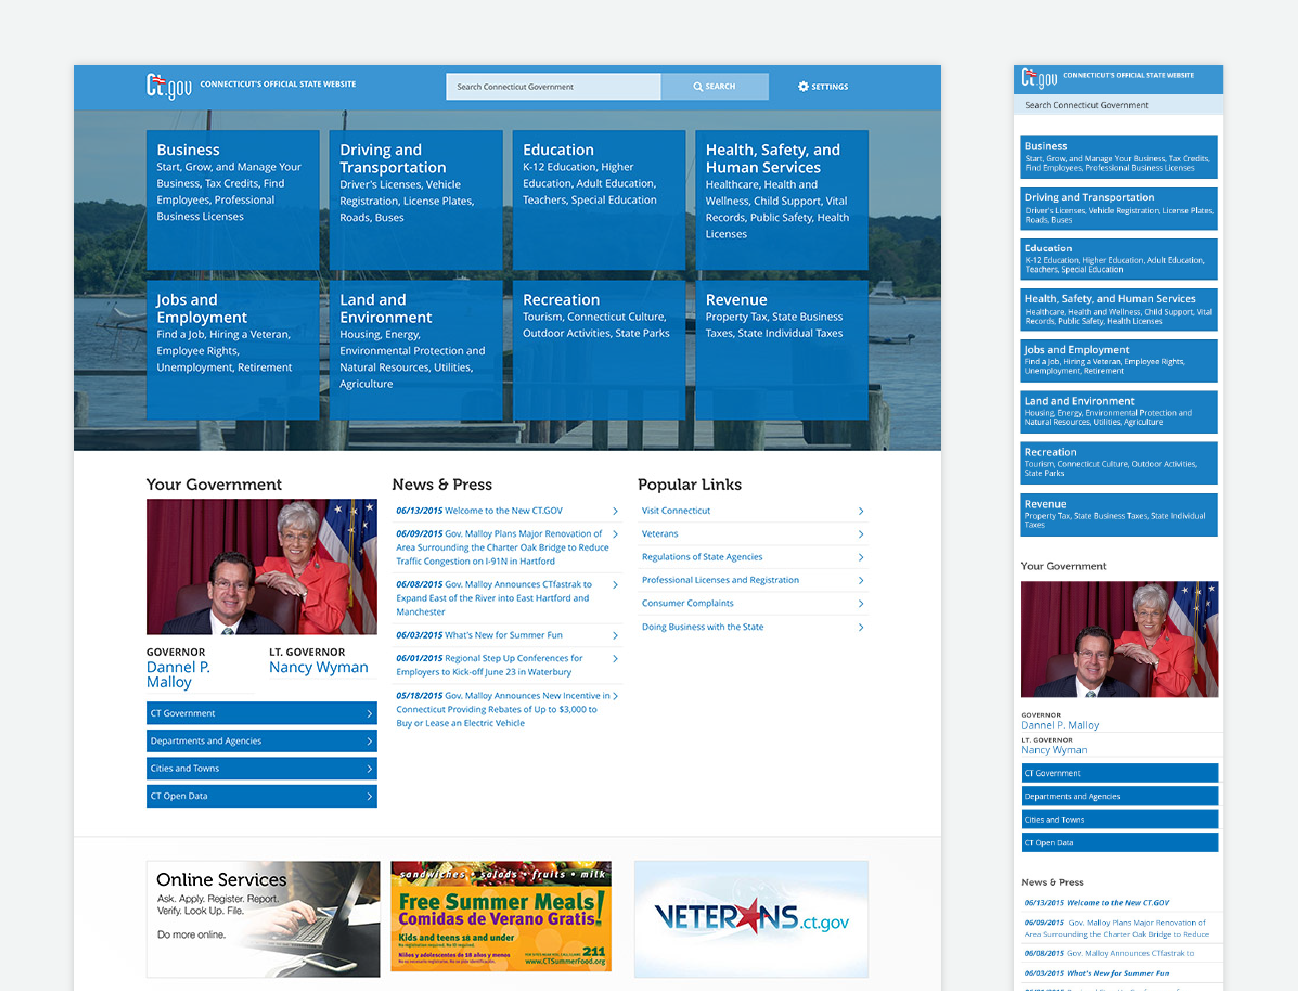 Ct.gov CONNECTICUT'S OFFICIAL STATE WEBSITE
Search Connecticut Government
SEARCH
SETTINGS
Business
Start, Grow, and Manage Your
Business, Tax Credits, Find
Employees, Professional
Business Licenses
Driving and
Transportation
Driver's Licenses, Vehicle
Registration, License Plates,
Roads, Buses
Education
K-12 Education, Higher
Education, Adult Education,
Teachers, Special Education
Health, Safety, and
Human Services
Healthcare, Health and
Wellness, Child Support, Vital
Records, Public Safety, Health
Licenses
Jobs and
Employment
Find a Job, Hiring a Veteran,
Employee Rights,
Unemployment, Retirement
Land and
Environment
Housing, Energy,
Environmental Protection and
Natural Resources, Utilities,
Agriculture
Recreation
Tourism, Connecticut Culture,
Outdoor Activities, State Parks
Revenue
Property Tax, State Business
Taxes, State Individual Taxes
Your Government
GOVERNOR
Dannel P.
Malloy
LT. GOVERNOR
Nancy Wyman
CT Government
Departments and Agencies
Cities and Towns
CT Open Data
News & Press
06/13/2015 Welcome to the New CT.GOV
06/09/2015 Gov. Malloy Plans Major Renovation of
Area Surrounding the Charter Oak Bridge to Reduce
Traffic Congestion on I-91N in Hartford
06/08/2015 Gov. Malloy Announces CTfastrak to
Expand East of the River into East Hartford and
Manchester
06/03/2015 What's New for Summer Fun
06/01/2015 Regional Step Up Conferences for
Employers to Kick-off June 23 in Waterbury
05/18/2015 Gov. Malloy Announces New Incentive in
Connecticut Providing Rebates of Up to $3,000 to
Buy or Lease an Electric Vehicle
Popular Links
Visit Connecticut
Veterans
Regulations of State Agencies
Professional Licenses and Registration
Consumer Complaints
Doing Business with the State
Online Services
Ask. Apply. Register. Report.
Verify. Look Up. File.
Do more online.
sandwiches • salads • fruits • milk
Free Summer Meals!
Comidas de Verano Gratis!
Kids and teens 18 and under
No registration required. No ID required.
Niños y adolescentes de 18 años y menos
211
www.CTSummerfood.org
VETERANS.ct.gov
Ct.gov CONNECTICUT'S OFFICIAL STATE WEBSITE
Search Connecticut Government
Business
Start, Grow, and Manage Your Business, Tax Credits,
Find Employees, Professional Business Licenses
Driving and Transportation
Driver's Licenses, Vehicle Registration, License Plates,
Roads, Buses
Education
K-12 Education, Higher Education, Adult Education,
Teachers, Special Education
Health, Safety, and Human Services
Healthcare, Health and Wellness, Child Support, Vital
Records, Public Safety, Health Licenses
Jobs and Employment
Find a Job, Hiring a Veteran, Employee Rights,
Unemployment, Retirement
Land and Environment
Housing, Energy, Environmental Protection and
Natural Resources, Utilities, Agriculture
Recreation
Tourism, Connecticut Culture, Outdoor Activities,
State Parks
Revenue
Property Tax, State Business Taxes, State Individual
Taxes
Your Government
GOVERNOR
Dannel P. Malloy
LT. GOVERNOR
Nancy Wyman
CT Government
Departments and Agencies
Cities and Towns
CT Open Data
News & Press
06/13/2015 Welcome to the New CT.GOV
06/09/2015 Gov. Malloy Plans Major Renovation of
Area Surrounding the Charter Oak Bridge to Reduce
06/08/2015 Gov. Malloy Announces CTfastrak to
06/03/2015 What's New for Summer Fun